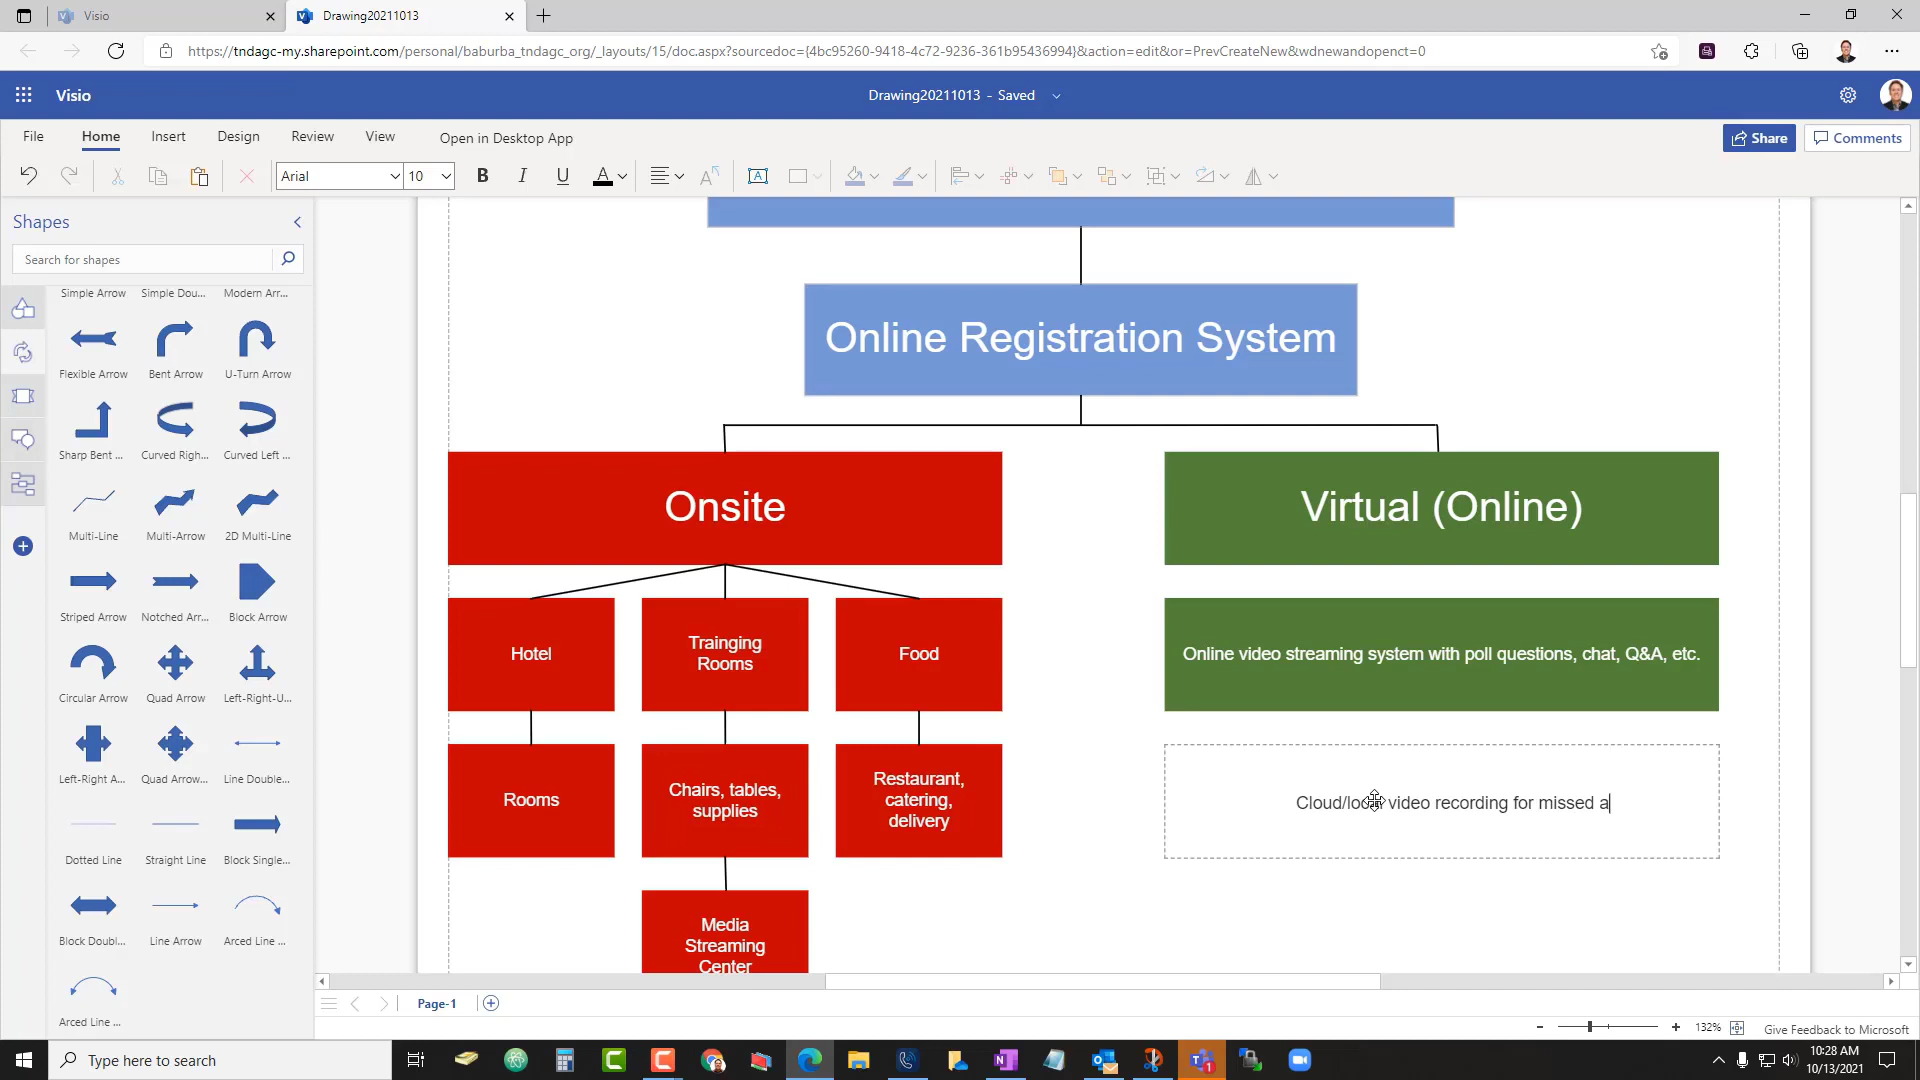 Visio
Drawing20211013
https://tndagc-my.sharepoint.com/personal/baburba_tndagc_org/_layouts/15/doc.aspx?sourcedoc={4bc95260-9418-4c72-9236-361b95436994}&action=edit&or=PrevCreateNew&wdnewandopenct=0
Visio
Drawing20211013 - Saved
File Home Insert Design Review View Open in Desktop App
Share
Comments
Arial 10 B I U A
Shapes
Search for shapes
Simple Arrow Simple Dou... Modern Arr...
Flexible Arrow Bent Arrow U-Turn Arrow
Sharp Bent ... Curved Righ... Curved Left ...
Multi-Line Multi-Arrow 2D Multi-Line
Striped Arrow Notched Arr... Block Arrow
Circular Arrow Quad Arrow Left-Right-U...
Left-Right A... Quad Arrow... Line Double...
Dotted Line Straight Line Block Single...
Block Doubl... Line Arrow Arced Line ...
Arced Line ...
Online Registration System
Onsite
Virtual (Online)
Hotel
Trainging
Rooms
Food
Online video streaming system with poll questions, chat, Q&A, etc.
Rooms
Chairs, tables,
supplies
Restaurant,
catering,
delivery
Cloud/local video recording for missed a
Media
Streaming
Center
Page-1
132%
Give Feedback to Microsoft
Type here to search
10:28 AM
10/13/2021